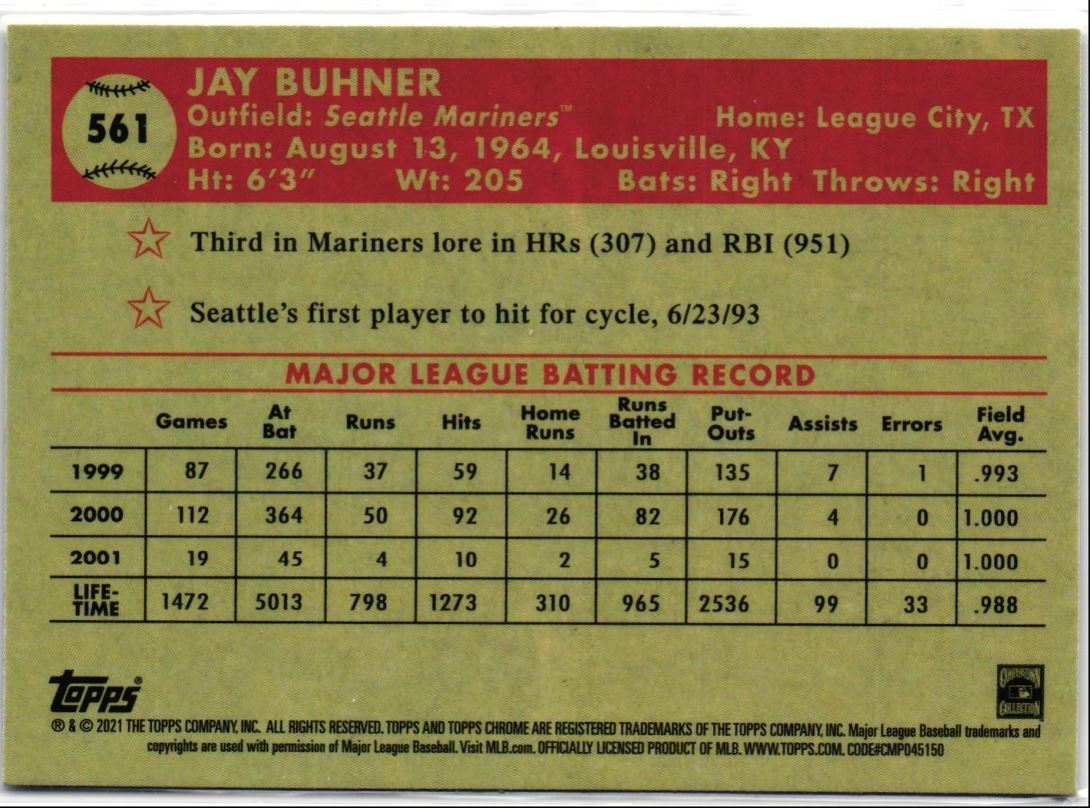 561
JAY BUHNER
Outfield: Seattle Mariners™ Home: League City, TX
Born: August 13, 1964, Louisville, KY
Ht: 6'3" Wt: 205 Bats: Right Throws: Right
Third in Mariners lore in HRs (307) and RBI (951)
Seattle's first player to hit for cycle, 6/23/93
MAJOR LEAGUE BATTING RECORD
Games At Bat Runs Hits Home Runs Runs Batted In Put-Outs Assists Errors Field Avg.
1999 87 266 37 59 14 38 135 7 1 .993
2000 112 364 50 92 26 82 176 4 0 1.000
2001 19 45 4 10 2 5 15 0 0 1.000
LIFE-TIME 1472 5013 798 1273 310 965 2536 99 33 .988
Topps®
COOPERSTOWN
COLLECTION
® & © 2021 THE TOPPS COMPANY, INC. ALL RIGHTS RESERVED. TOPPS AND TOPPS CHROME ARE REGISTERED TRADEMARKS OF THE TOPPS COMPANY, INC. Major League Baseball trademarks and
copyrights are used with permission of Major League Baseball. Visit MLB.com. OFFICIALLY LICENSED PRODUCT OF MLB. WWW.TOPPS.COM. CODE#CMP045150